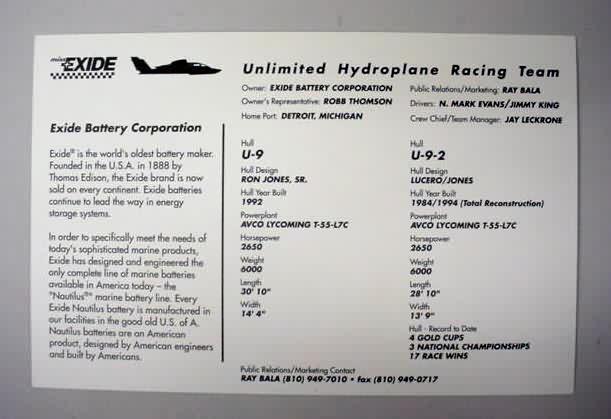 miss EXIDE
Unlimited Hydroplane Racing Team
Owner: EXIDE BATTERY CORPORATION
Owner's Representative: ROBB THOMSON
Home Port: DETROIT, MICHIGAN
Public Relations/Marketing: RAY BALA
Drivers: N. MARK EVANS/JIMMY KING
Crew Chief/Team Manager: JAY LECKRONE
Exide Battery Corporation
Exide® is the world's oldest battery maker.
Founded in the U.S.A. in 1888 by
Thomas Edison, the Exide brand is now
sold on every continent. Exide batteries
continue to lead the way in energy
storage systems.
In order to specifically meet the needs of
today's sophisticated marine products,
Exide has designed and engineered the
only complete line of marine batteries
available in America today – the
"Nautilus®" marine battery line. Every
Exide Nautilus battery is manufactured in
our facilities in the good old U.S. of A.
Nautilus batteries are an American
product, designed by American engineers
and built by Americans.
Hull
U-9
Hull Design
RON JONES, SR.
Hull Year Built
1992
Powerplant
AVCO LYCOMING T-55-L7C
Horsepower
2650
Weight
6000
Length
30' 10"
Width
14' 4"
Hull
U-9-2
Hull Design
LUCERO/JONES
Hull Year Built
1984/1994 (Total Reconstruction)
Powerplant
AVCO LYCOMING T-55-L7C
Horsepower
2650
Weight
6000
Length
28' 10"
Width
13' 9"
Hull - Record to Date
4 GOLD CUPS
3 NATIONAL CHAMPIONSHIPS
17 RACE WINS
Public Relations/Marketing Contact
RAY BALA (810) 949-7010 • fax (810) 949-0717